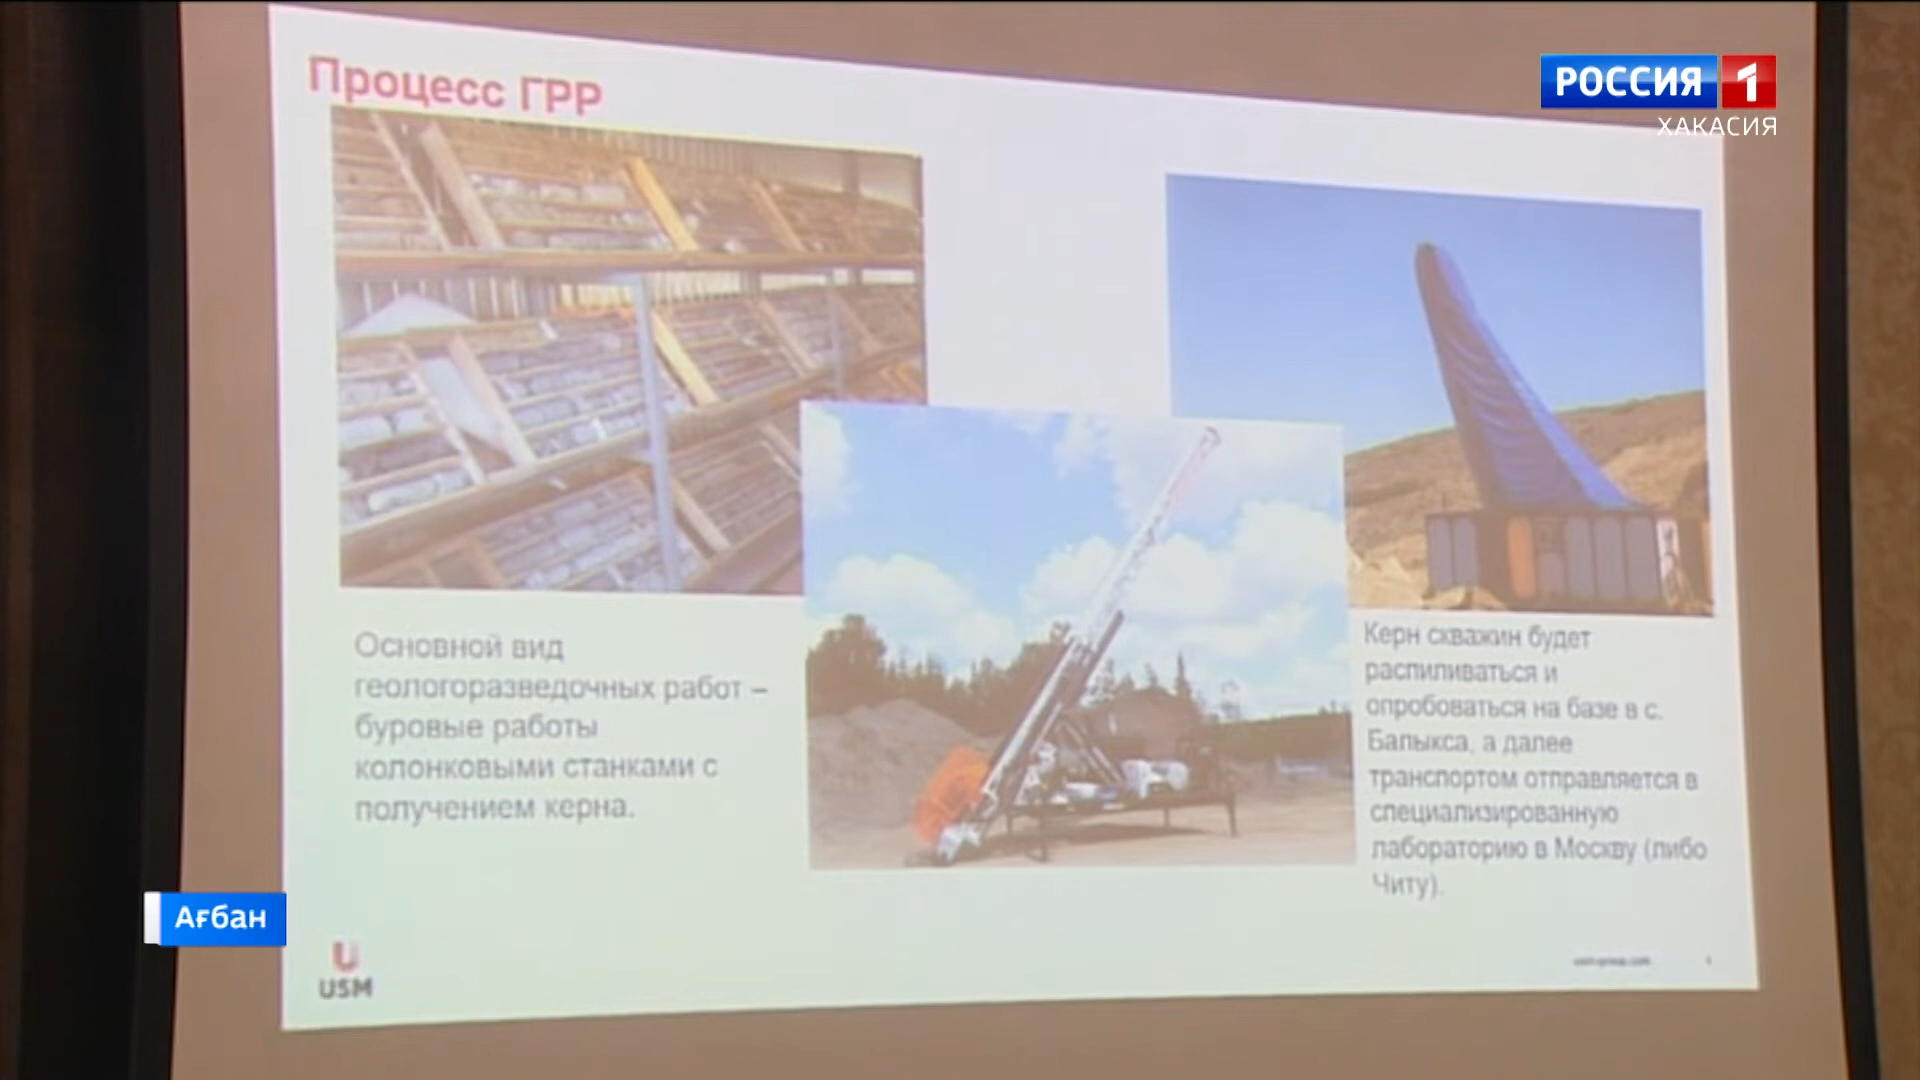 Процесс ГРР
РОССИЯ 1
ХАКАСИЯ
Основной вид
геологоразведочных работ –
буровые работы
колонковыми станками с
получением керна.
Керн скважин будет
распиливаться и
опробоваться на базе в с.
Балыкса, а далее
транспортом отправляется в
специализированную
лабораторию в Москву (либо
Читу).
Ағбан
USM